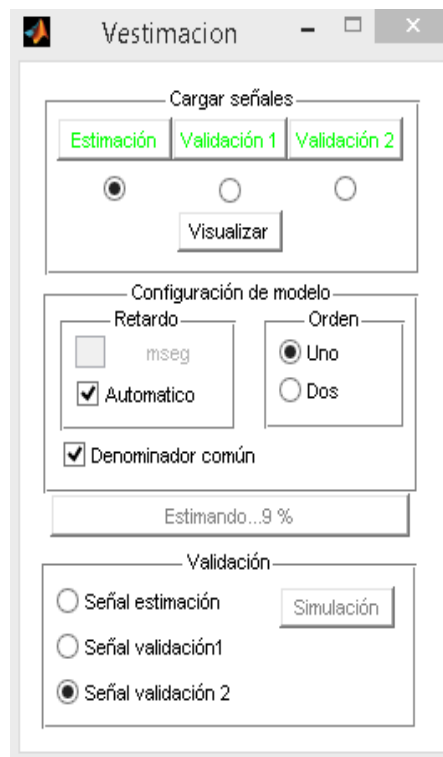 Vestimacion
Cargar señales
Estimación Validación 1 Validación 2
Visualizar
Configuración de modelo
Retardo
mseg
Automatico
Orden
Uno
Dos
Denominador común
Estimando...9 %
Validación
Señal estimación
Simulación
Señal validación1
Señal validación 2